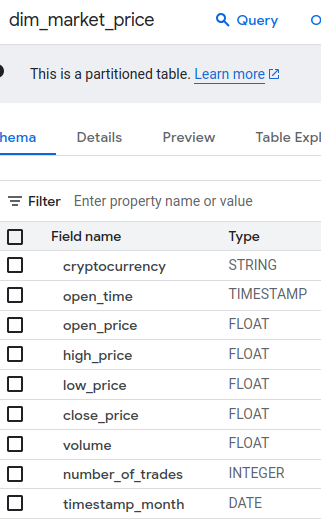 dim_market_price Query
This is a partitioned table. Learn more
hema Details Preview Table Expl
Filter Enter property name or value
Field name Type
cryptocurrency STRING
open_time TIMESTAMP
open_price FLOAT
high_price FLOAT
low_price FLOAT
close_price FLOAT
volume FLOAT
number_of_trades INTEGER
timestamp_month DATE